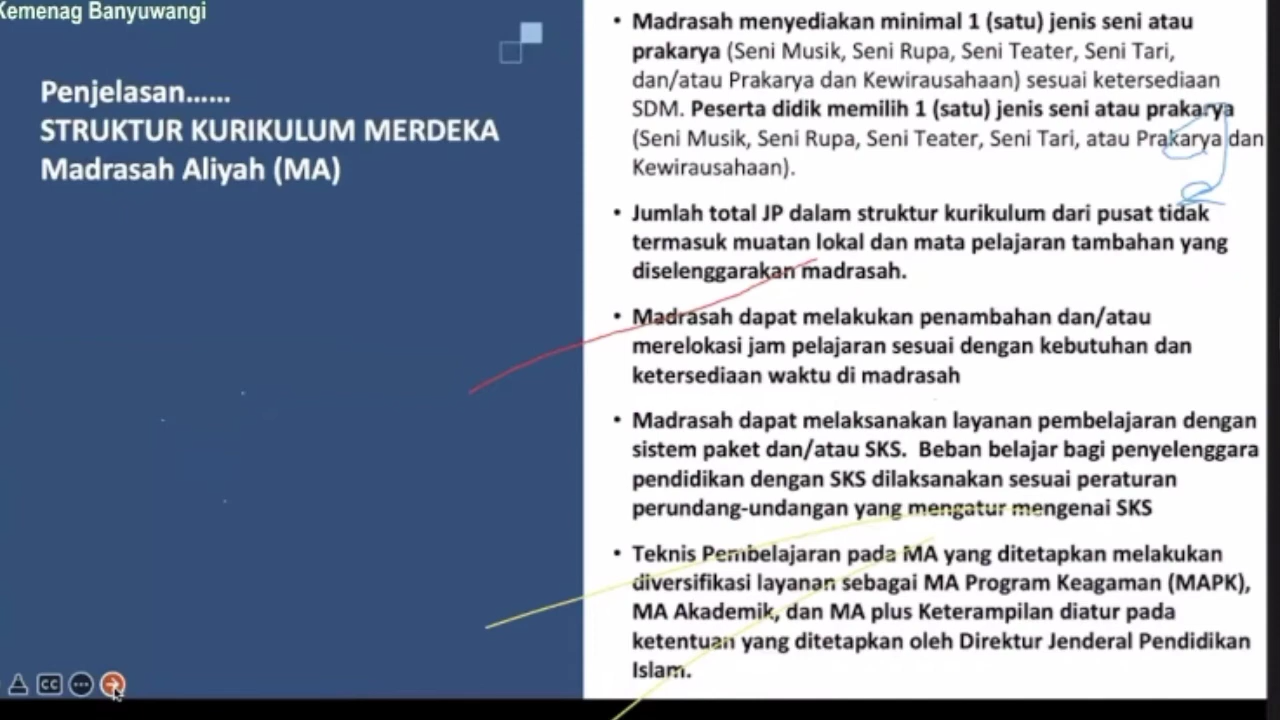 Kemenag Banyuwangi
Penjelasan......
STRUKTUR KURIKULUM MERDEKA
Madrasah Aliyah (MA)
• Madrasah menyediakan minimal 1 (satu) jenis seni atau
prakarya (Seni Musik, Seni Rupa, Seni Teater, Seni Tari,
dan/atau Prakarya dan Kewirausahaan) sesuai ketersediaan
SDM. Peserta didik memilih 1 (satu) jenis seni atau prakarya
(Seni Musik, Seni Rupa, Seni Teater, Seni Tari, atau Prakarya dan
Kewirausahaan).
• Jumlah total JP dalam struktur kurikulum dari pusat tidak
termasuk muatan lokal dan mata pelajaran tambahan yang
diselenggarakan madrasah.
• Madrasah dapat melakukan penambahan dan/atau
merelokasi jam pelajaran sesuai dengan kebutuhan dan
ketersediaan waktu di madrasah
• Madrasah dapat melaksanakan layanan pembelajaran dengan
sistem paket dan/atau SKS. Beban belajar bagi penyelenggara
pendidikan dengan SKS dilaksanakan sesuai peraturan
perundang-undangan yang mengatur mengenai SKS
• Teknis Pembelajaran pada MA yang ditetapkan melakukan
diversifikasi layanan sebagai MA Program Keagaman (MAPK),
MA Akademik, dan MA plus Keterampilan diatur pada
ketentuan yang ditetapkan oleh Direktur Jenderal Pendidikan
Islam.
CC